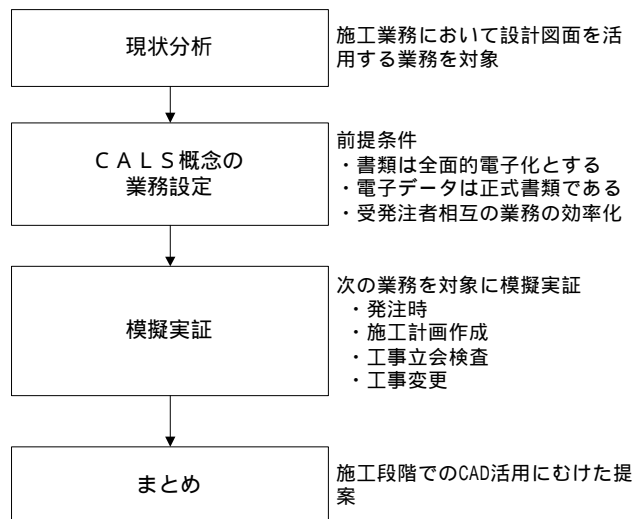 現状分析
施工業務において設計図面を活
用する業務を対象
ＣＡＬＳ概念の
業務設定
前提条件
・書類は全面的電子化とする
・電子データは正式書類である
・受発注者相互の業務の効率化
模擬実証
次の業務を対象に模擬実証
・発注時
・施工計画作成
・工事立会検査
・工事変更
まとめ
施工段階でのCAD活用にむけた提
案